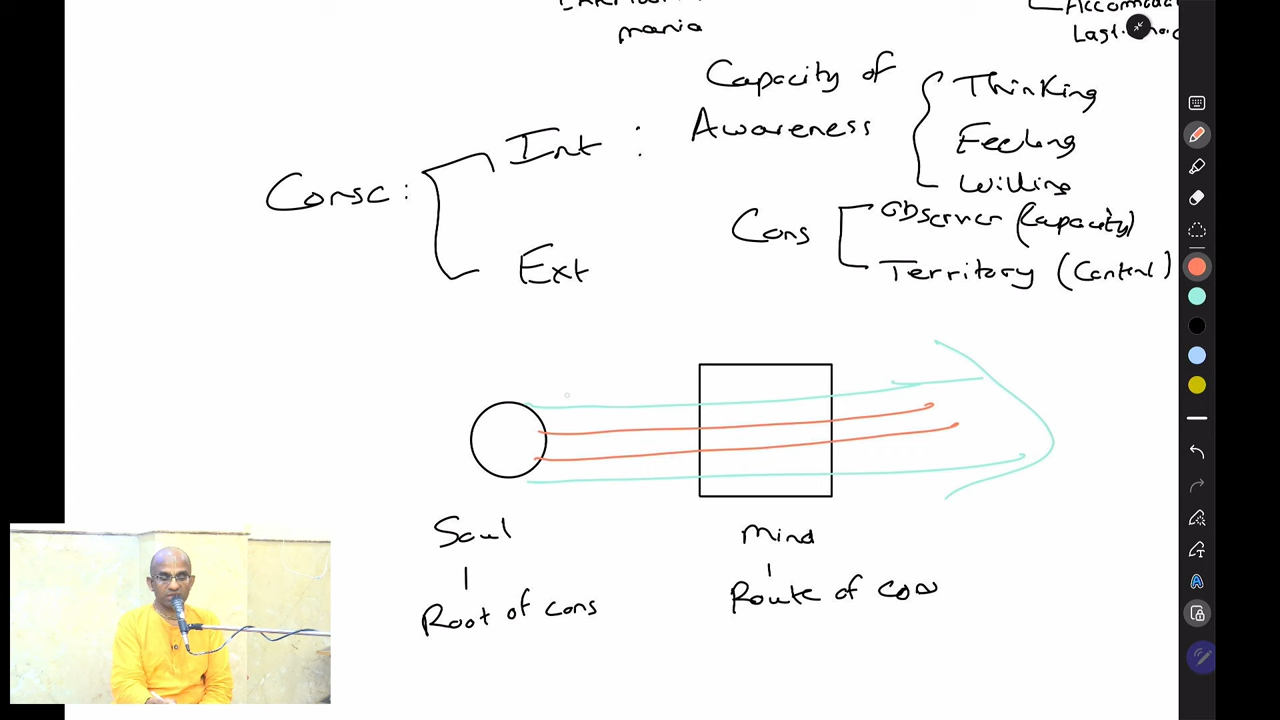 mania
Capacity of
Awareness
Thinking
Feeling
Willing
Consc:
Int :
Ext
Cons
Observer (Capacity)
Territory (Content)
Soul
Root of cons
Mind
Route of cons